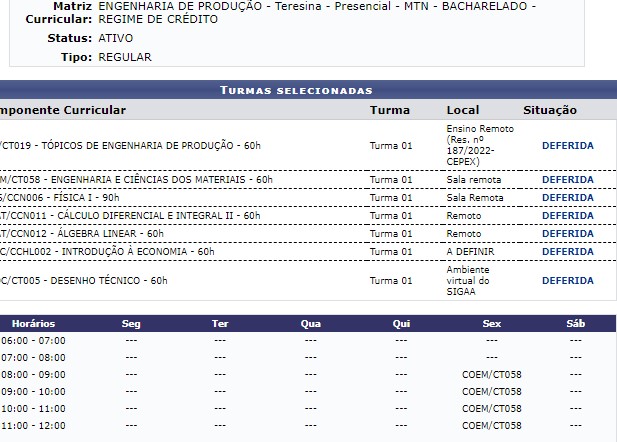 Matriz Curricular: ENGENHARIA DE PRODUÇÃO - Teresina - Presencial - MTN - BACHARELADO - REGIME DE CRÉDITO
Status: ATIVO
Tipo: REGULAR
TURMAS SELECIONADAS
mponente Curricular Turma Local Situação
/CT019 - TÓPICOS DE ENGENHARIA DE PRODUÇÃO - 60h Turma 01 Ensino Remoto (Res. nº 187/2022-CEPEX) DEFERIDA
M/CT058 - ENGENHARIA E CIÊNCIAS DOS MATERIAIS - 60h Turma 01 Sala remota DEFERIDA
S/CCN006 - FÍSICA I - 90h Turma 01 Sala Remota DEFERIDA
AT/CCN011 - CÁLCULO DIFERENCIAL E INTEGRAL II - 60h Turma 01 Remoto DEFERIDA
AT/CCN012 - ÁLGEBRA LINEAR - 60h Turma 01 Remoto DEFERIDA
C/CCHL002 - INTRODUÇÃO À ECONOMIA - 60h Turma 01 A DEFINIR DEFERIDA
OC/CT005 - DESENHO TÉCNICO - 60h Turma 01 Ambiente virtual do SIGAA DEFERIDA
Horários Seg Ter Qua Qui Sex Sáb
06:00 - 07:00 --- --- --- --- --- ---
07:00 - 08:00 --- --- --- --- --- ---
08:00 - 09:00 --- --- --- --- COEM/CT058 ---
09:00 - 10:00 --- --- --- --- COEM/CT058 ---
10:00 - 11:00 --- --- --- --- COEM/CT058 ---
11:00 - 12:00 --- --- --- --- COEM/CT058 ---